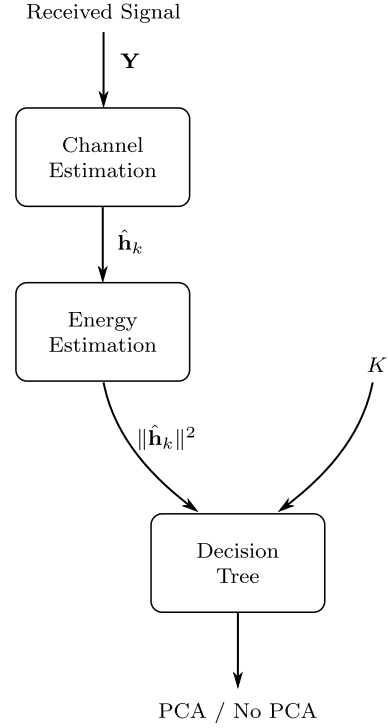 Received Signal
Y
Channel
Estimation
ĥ_k
Energy
Estimation
K
‖ĥ_k‖²
Decision
Tree
PCA / No PCA